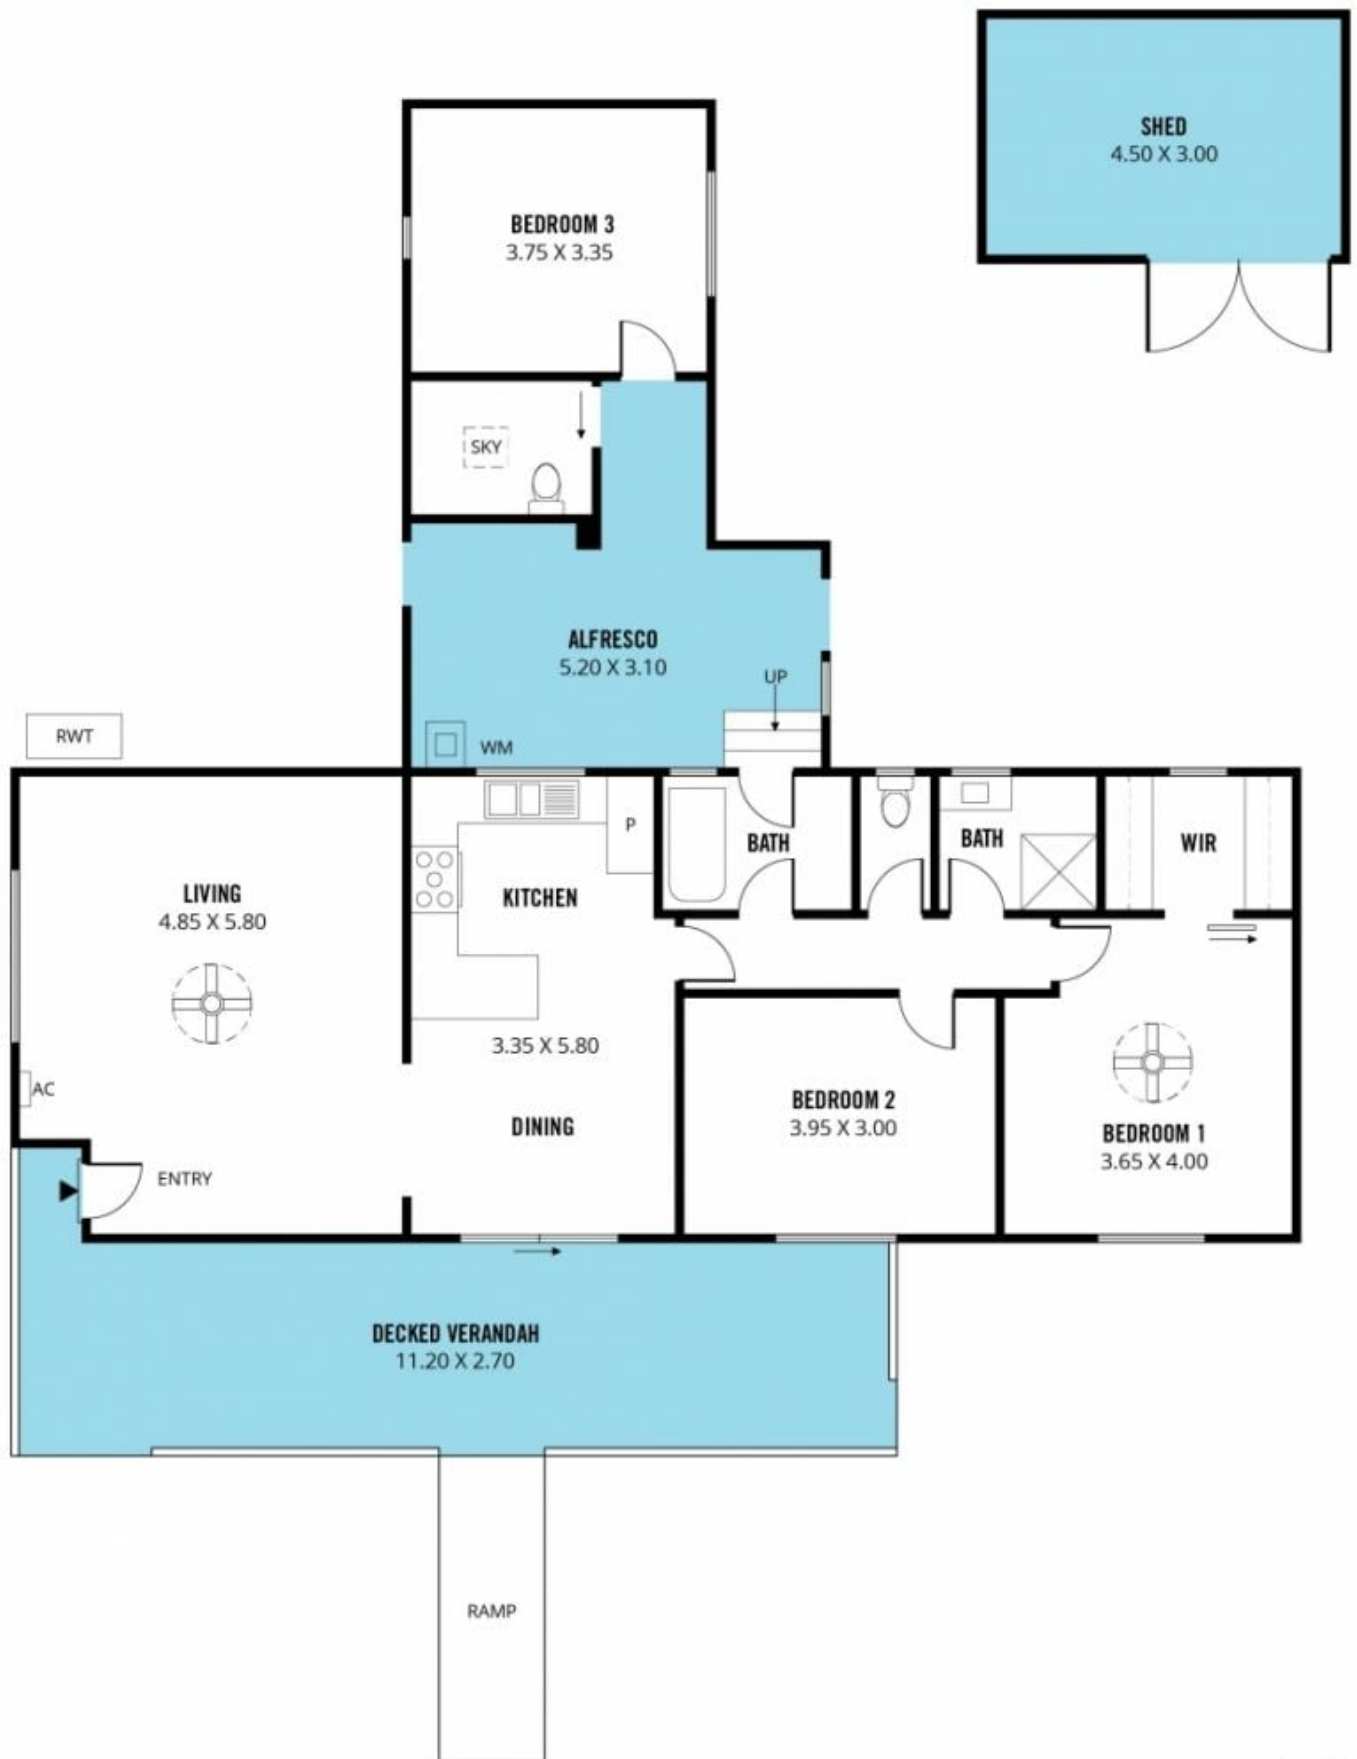 SHED
4.50 X 3.00
BEDROOM 3
3.75 X 3.35
SKY
ALFRESCO
5.20 X 3.10
UP
RWT
WM
P
BATH
BATH
WIR
LIVING
4.85 X 5.80
KITCHEN
3.35 X 5.80
AC
DINING
BEDROOM 2
3.95 X 3.00
BEDROOM 1
3.65 X 4.00
ENTRY
DECKED VERANDAH
11.20 X 2.70
RAMP